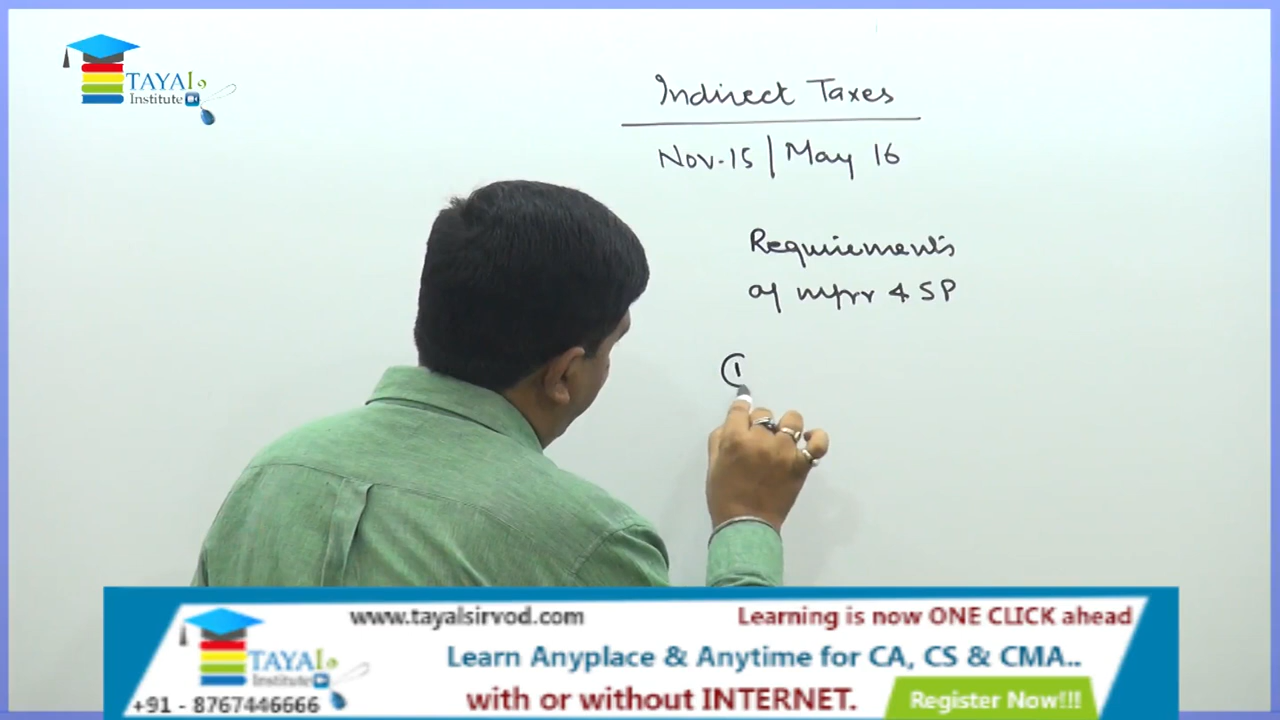 TAYAL
Institute
Indirect Taxes
Nov-15 | May 16
Requirements
of mfrr & SP
①
www.tayalsirvod.com
Learning is now ONE CLICK ahead
TAYAL
Institute
Learn Anyplace & Anytime for CA, CS & CMA..
+91 - 8767446666
with or without INTERNET.
Register Now!!!